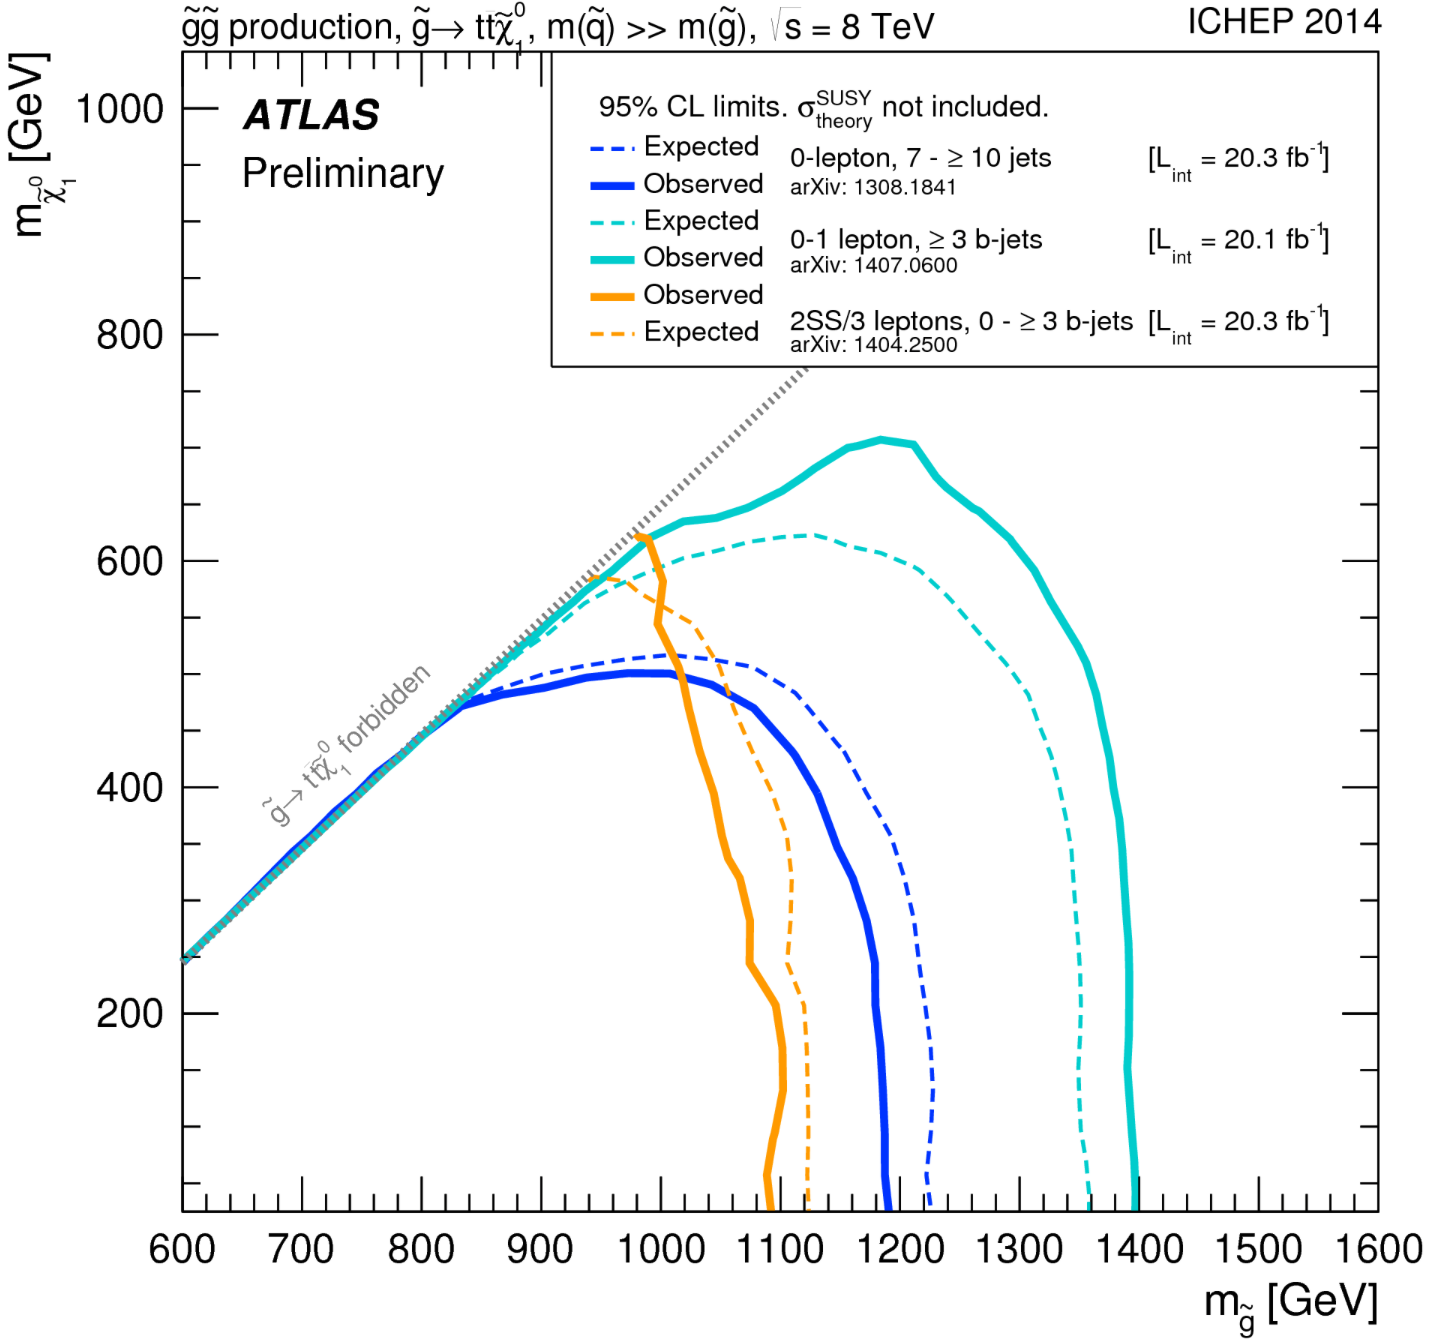 g̃g̃ production, g̃→ tt̄χ̃₁⁰, m(q̃) >> m(g̃), √s = 8 TeV
ICHEP 2014
m_χ̃₁⁰ [GeV]
ATLAS
Preliminary
95% CL limits. σ^SUSY_theory not included.
Expected
Observed
0-lepton, 7 - ≥ 10 jets [L_int = 20.3 fb⁻¹]
arXiv: 1308.1841
Expected
Observed
0-1 lepton, ≥ 3 b-jets [L_int = 20.1 fb⁻¹]
arXiv: 1407.0600
Observed
Expected
2SS/3 leptons, 0 - ≥ 3 b-jets [L_int = 20.3 fb⁻¹]
arXiv: 1404.2500
1000
800
600
400
200
g̃→ tt̄χ̃₁⁰ forbidden
600 700 800 900 1000 1100 1200 1300 1400 1500 1600
m_g̃ [GeV]